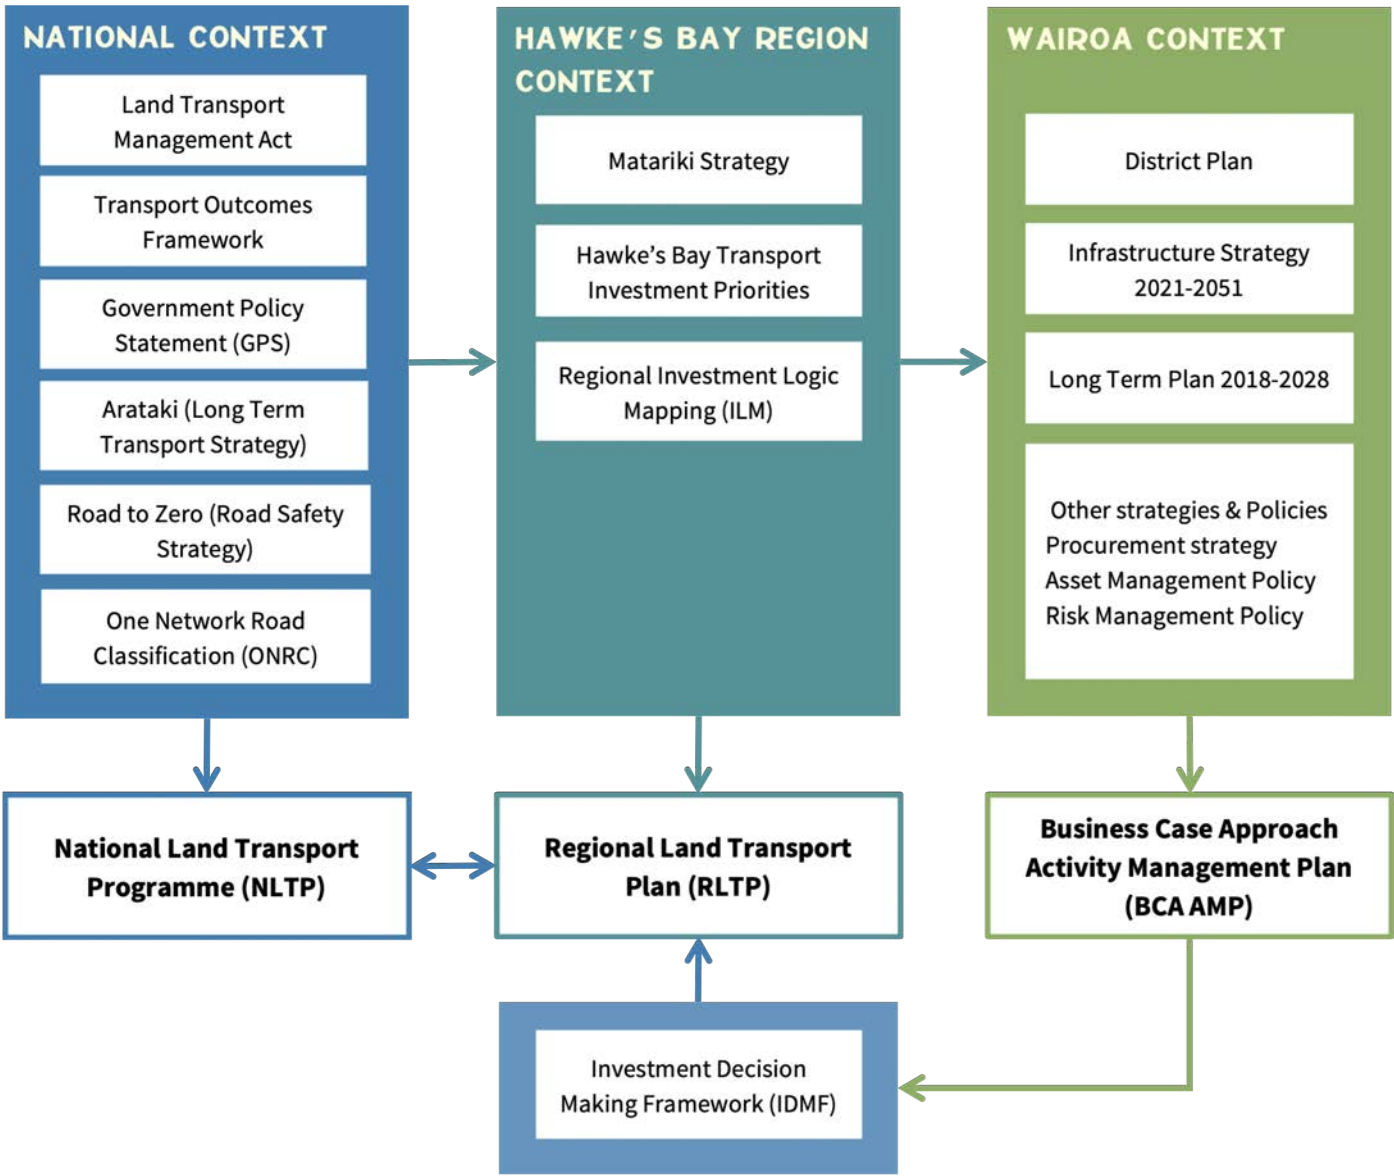 NATIONAL CONTEXT
Land Transport
Management Act
Transport Outcomes
Framework
Government Policy
Statement (GPS)
Arataki (Long Term
Transport Strategy)
Road to Zero (Road Safety
Strategy)
One Network Road
Classification (ONRC)
HAWKE'S BAY REGION
CONTEXT
Matariki Strategy
Hawke's Bay Transport
Investment Priorities
Regional Investment Logic
Mapping (ILM)
WAIROA CONTEXT
District Plan
Infrastructure Strategy
2021-2051
Long Term Plan 2018-2028
Other strategies & Policies
Procurement strategy
Asset Management Policy
Risk Management Policy
National Land Transport
Programme (NLTP)
Regional Land Transport
Plan (RLTP)
Business Case Approach
Activity Management Plan
(BCA AMP)
Investment Decision
Making Framework (IDMF)